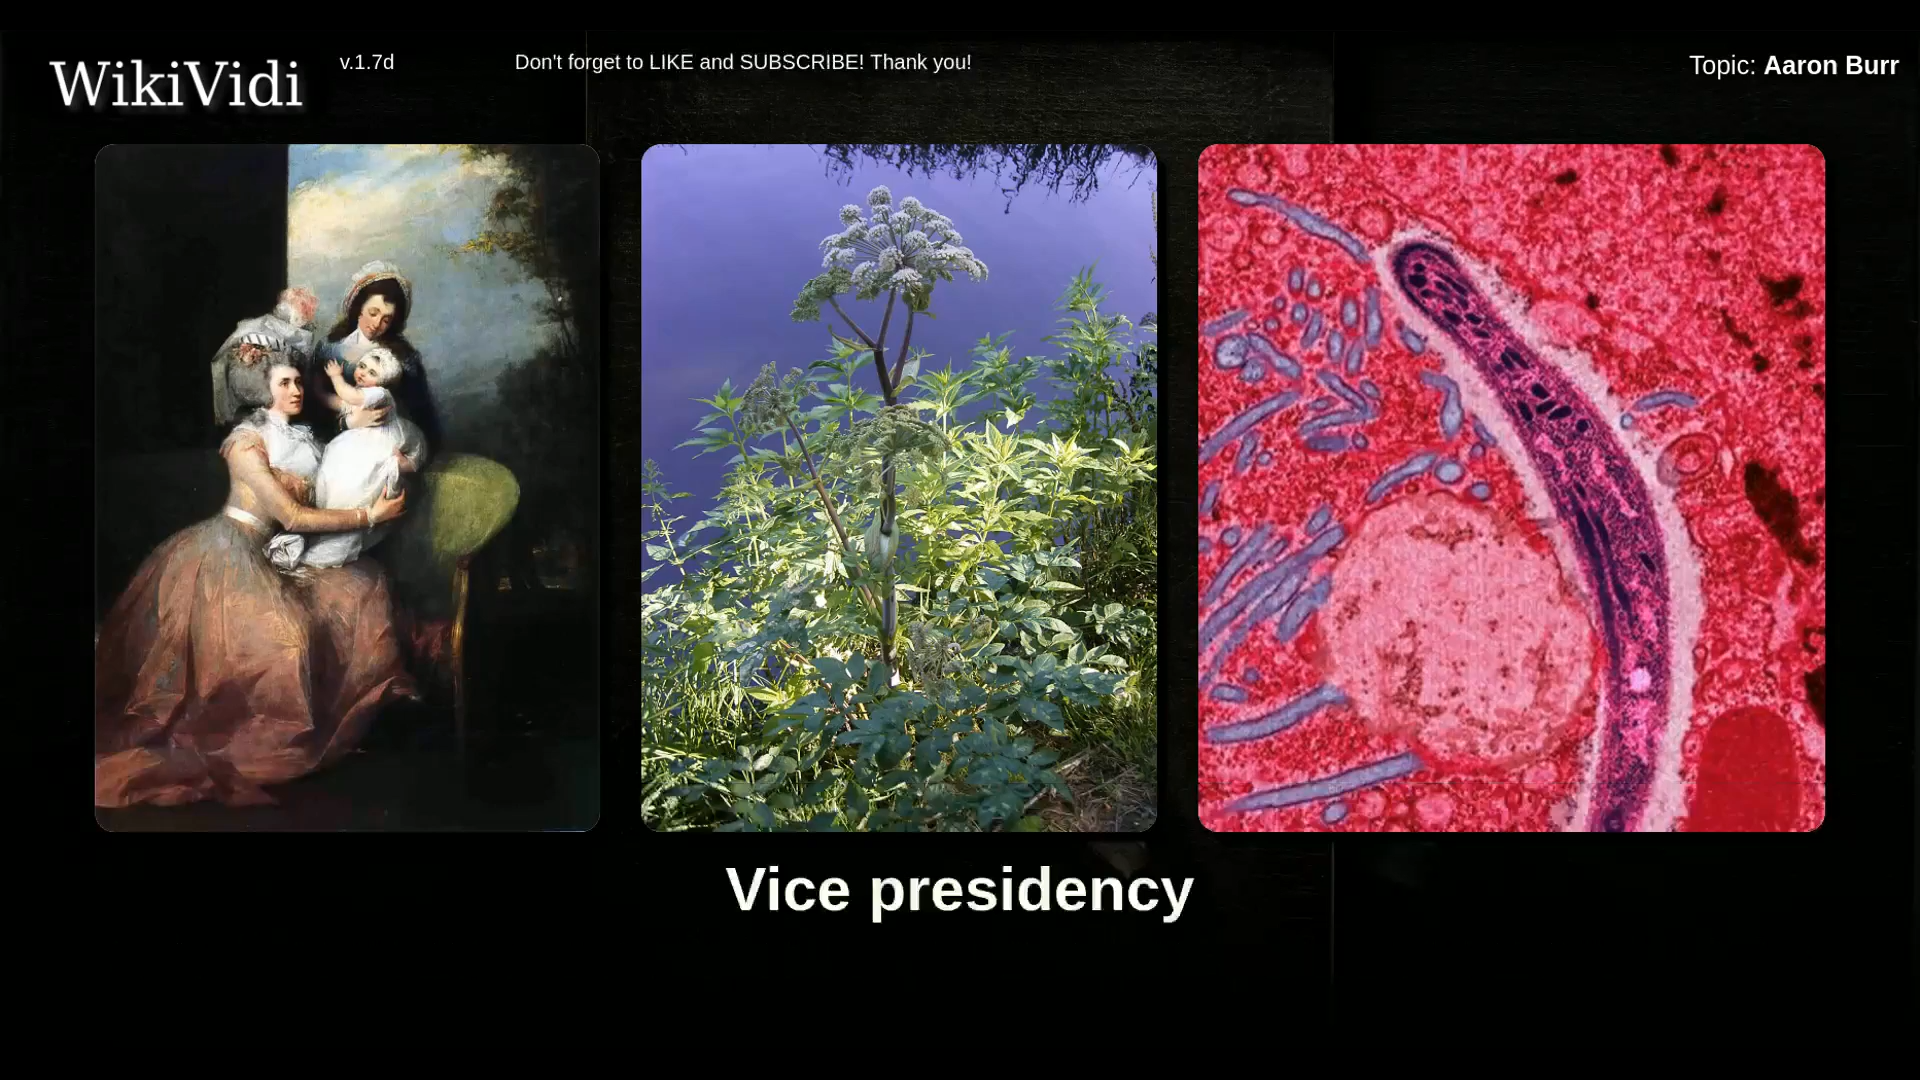 WikiVidi
v.1.7d
Don't forget to LIKE and SUBSCRIBE! Thank you!
Topic: Aaron Burr
Vice presidency